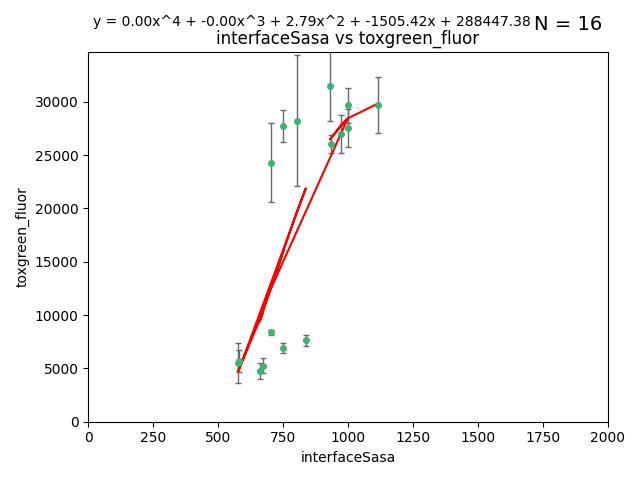 y = 0.00x^4 + -0.00x^3 + 2.79x^2 + -1505.42x + 288447.38 N = 16
interfaceSasa vs toxgreen_fluor
30000
25000
20000
15000
10000
5000
0
toxgreen_fluor
0 250 500 750 1000 1250 1500 1750 2000
interfaceSasa